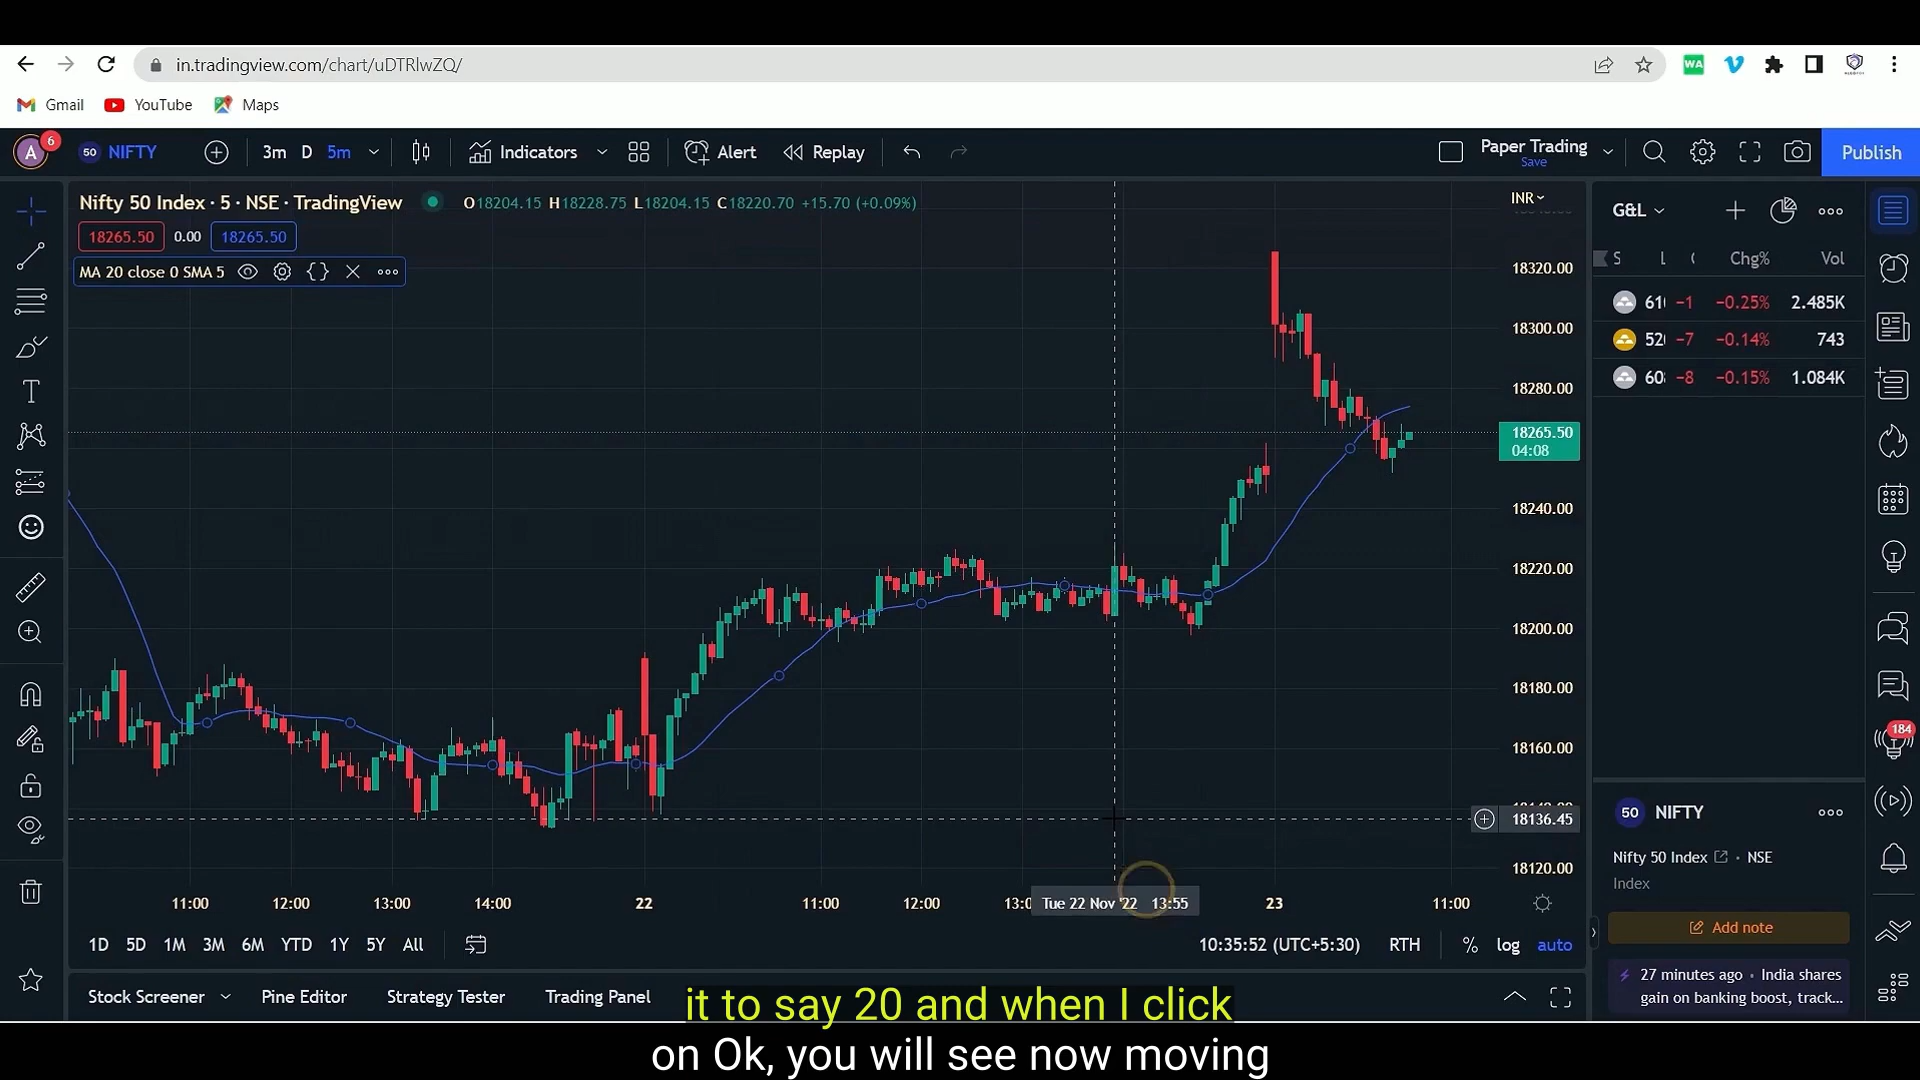 in.tradingview.com/chart/uDTRlwZQ/
WA
Gmail YouTube Maps
A 6 50 NIFTY 3m D 5m Indicators Alert Replay Paper Trading Save Publish
Nifty 50 Index · 5 · NSE · TradingView O18204.15 H18228.75 L18204.15 C18220.70 +15.70 (+0.09%) INR
18265.50 0.00 18265.50
MA 20 close 0 SMA 5
G&L
S L Chg% Vol
61 −1 −0.25% 2.485K
52 −7 −0.14% 743
60 −8 −0.15% 1.084K
18320.00
18300.00
18280.00
18265.50
04:08
18240.00
18220.00
18200.00
18180.00
18160.00
18136.45
18120.00
184
50 NIFTY
Nifty 50 Index · NSE
Index
Add note
27 minutes ago · India shares
gain on banking boost, track...
11:00 12:00 13:00 14:00 22 11:00 12:00 13:0 Tue 22 Nov '22 13:55 23 11:00
1D 5D 1M 3M 6M YTD 1Y 5Y All 10:35:52 (UTC+5:30) RTH % log auto
Stock Screener Pine Editor Strategy Tester Trading Panel
it to say 20 and when I click
on Ok, you will see now moving